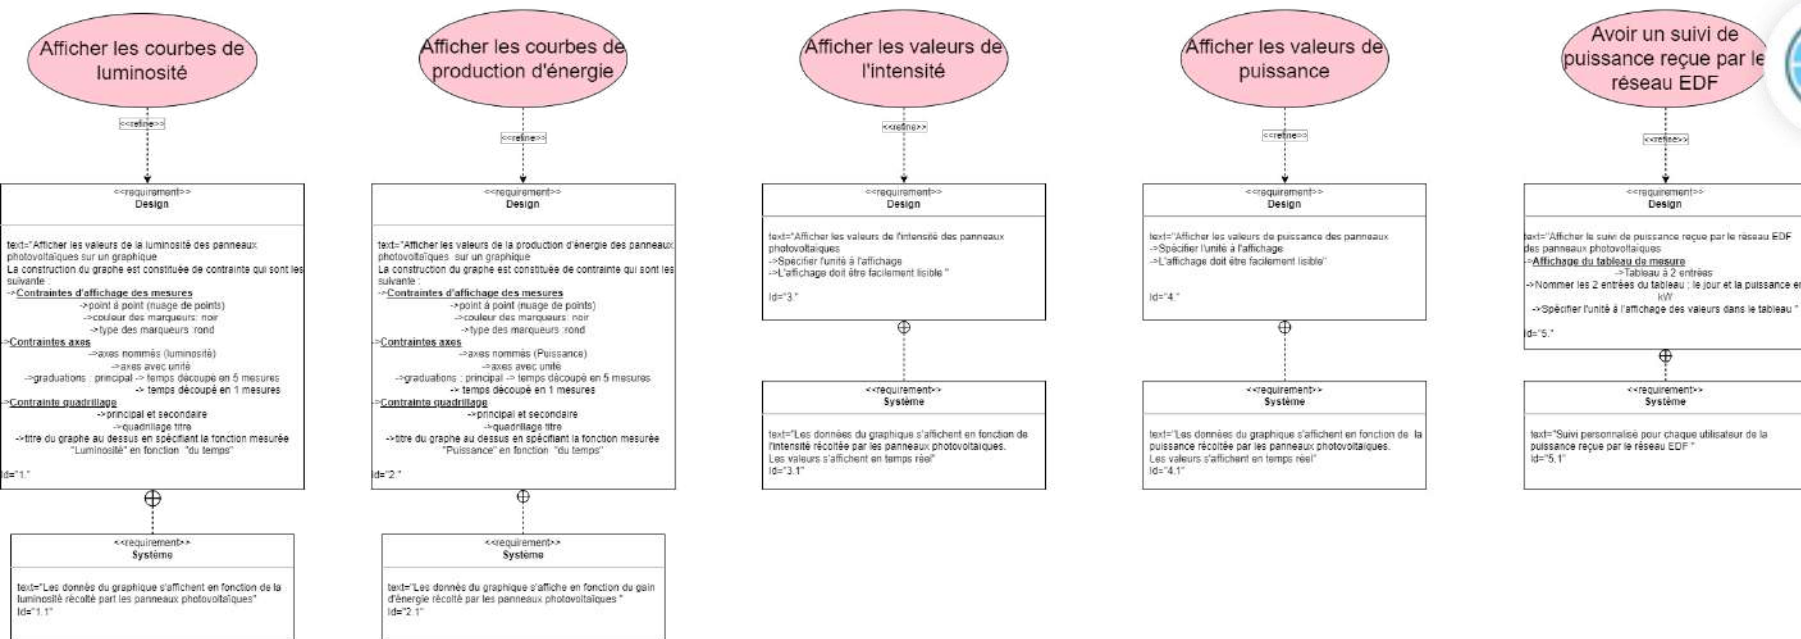 Afficher les courbes de
luminosité
<<refine>>
<<requirement>>
Design
text="Afficher les valeurs de la luminosité des panneaux
photovoltaïques sur un graphique
La construction du graphe est constituée de contrainte qui sont les
suivante :
->Contraintes d'affichage des mesures
->point à point (nuage de points)
->couleur des marqueurs: noir
->type des marqueurs :rond
->Contraintes axes
->axes nommés (luminosité)
->axes avec unité
->graduations : principal -> temps découpé en 5 mesures
-> temps découpé en 1 mesures
->Contrainte quadrillage
->principal et secondaire
->quadrillage titre
->titre du graphe au dessus en spécifiant la fonction mesurée
"Luminosité" en fonction "du temps"
Id="1."
<<requirement>>
Système
text="Les donnés du graphique s'affichent en fonction de la
luminosité récolté part les panneaux photovoltaïques"
Id="1.1"
Afficher les courbes de
production d'énergie
<<refine>>
<<requirement>>
Design
text="Afficher les valeurs de la production d'énergie des panneaux
photovoltaïques sur un graphique
La construction du graphe est constituée de contrainte qui sont les
suivante :
->Contraintes d'affichage des mesures
->point à point (nuage de points)
->couleur des marqueurs: noir
->type des marqueurs :rond
->Contraintes axes
->axes nommés (Puissance)
->axes avec unité
->graduations : principal -> temps découpé en 5 mesures
-> temps découpé en 1 mesures
->Contrainte quadrillage
->principal et secondaire
->quadrillage titre
->titre du graphe au dessus en spécifiant la fonction mesurée
"Puissance" en fonction "du temps"
Id="2."
<<requirement>>
Système
text="Les donnés du graphique s'affiche en fonction du gain
d'énergie récolté par les panneaux photovoltaïques "
Id="2.1"
Afficher les valeurs de
l'intensité
<<refine>>
<<requirement>>
Design
text="Afficher les valeurs de l'intensité des panneaux
photovoltaïques
->Spécifier l'unité à l'affichage
->L'affichage doit être facilement lisible "
Id="3."
<<requirement>>
Système
text="Les données du graphique s'affichent en fonction de
l'intensité récoltée par les panneaux photovoltaïques.
Les valeurs s'affichent en temps réel"
Id="3.1"
Afficher les valeurs de
puissance
<<refine>>
<<requirement>>
Design
text="Afficher les valeurs de puissance des panneaux
->Spécifier l'unité à l'affichage
->L'affichage doit être facilement lisible"
Id="4."
<<requirement>>
Système
text="Les données du graphique s'affichent en fonction de la
puissance récoltée par les panneaux photovoltaïques.
Les valeurs s'affichent en temps réel"
Id="4.1"
Avoir un suivi de
puissance reçue par le
réseau EDF
<<refine>>
<<requirement>>
Design
text="Afficher le suivi de puissance reçue par le réseau EDF
des panneaux photovoltaïques
->Affichage du tableau de mesure
->Tableau à 2 entrées
->Nommer les 2 entrées du tableau : le jour et la puissance en
kW
->Spécifier l'unité à l'affichage des valeurs dans le tableau "
Id="5."
<<requirement>>
Système
text="Suivi personnalisé pour chaque utilisateur de la
puissance reçue par le réseau EDF "
Id="5.1"